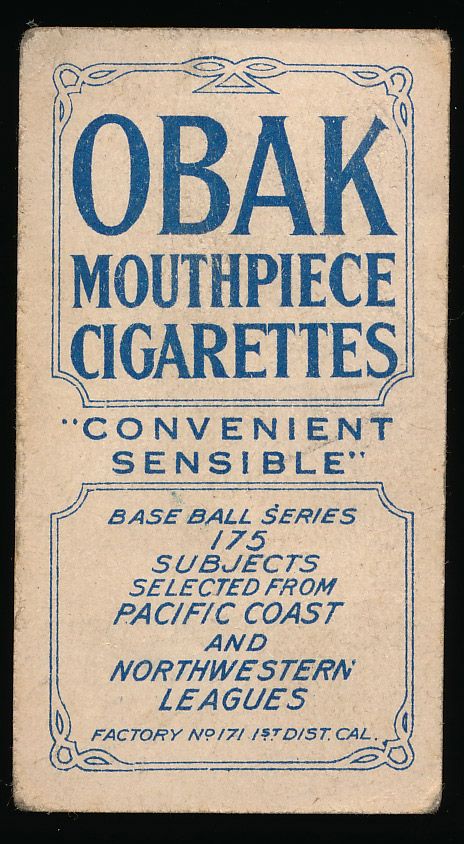 OBAK
MOUTHPIECE
CIGARETTES
"CONVENIENT
SENSIBLE"
BASE BALL SERIES
175
SUBJECTS
SELECTED FROM
PACIFIC COAST
AND
NORTHWESTERN
LEAGUES
FACTORY NO 171 1ST DIST. CAL.